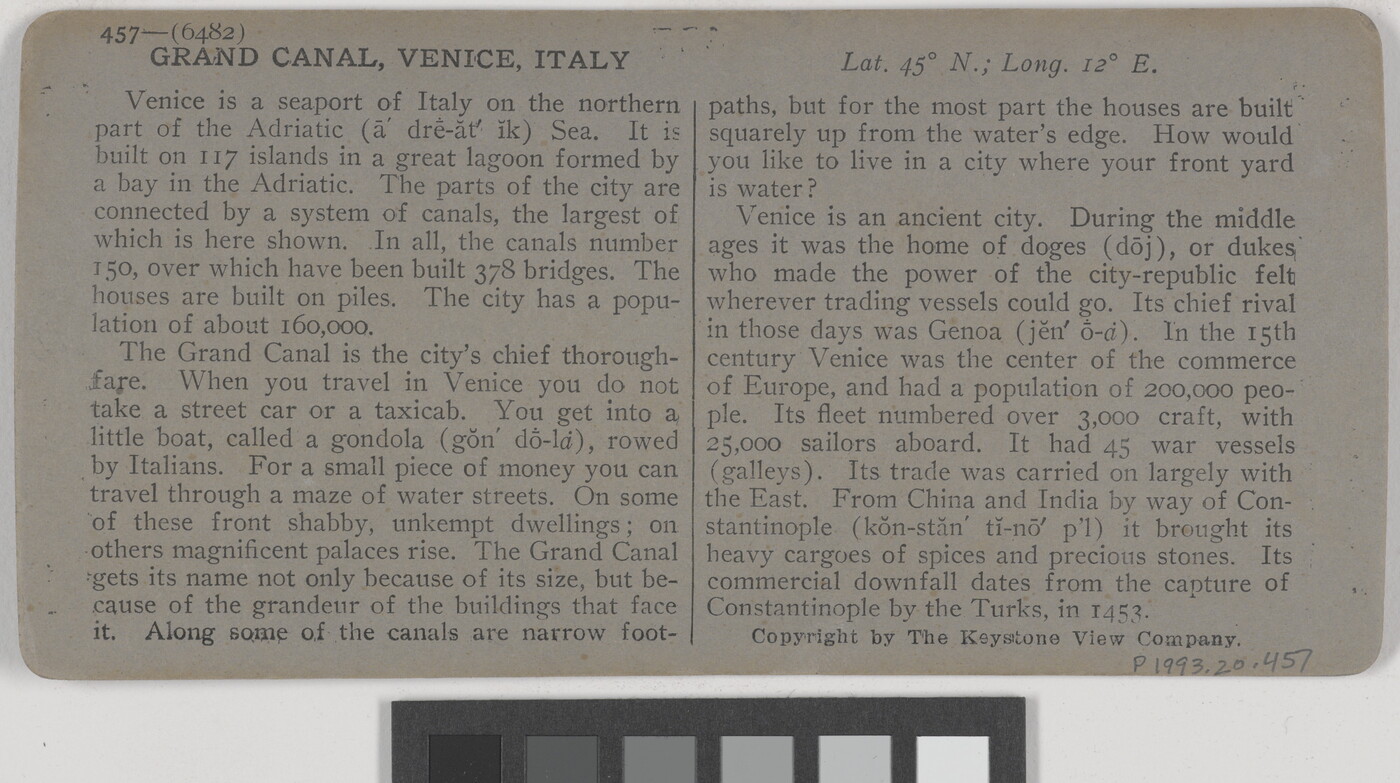 457—(6482)
GRAND CANAL, VENICE, ITALY
Venice is a seaport of Italy on the northern
part of the Adriatic (ā′ drė-ăt′ ĭk) Sea. It is
built on 117 islands in a great lagoon formed by
a bay in the Adriatic. The parts of the city are
connected by a system of canals, the largest of
which is here shown. In all, the canals number
150, over which have been built 378 bridges. The
houses are built on piles. The city has a popu-
lation of about 160,000.
The Grand Canal is the city's chief thorough-
fare. When you travel in Venice you do not
take a street car or a taxicab. You get into a
little boat, called a gondola (gŏn′ dō̇-lȧ), rowed
by Italians. For a small piece of money you can
travel through a maze of water streets. On some
of these front shabby, unkempt dwellings; on
others magnificent palaces rise. The Grand Canal
gets its name not only because of its size, but be-
cause of the grandeur of the buildings that face
it. Along some of the canals are narrow foot-
Lat. 45° N.; Long. 12° E.
paths, but for the most part the houses are built
squarely up from the water's edge. How would
you like to live in a city where your front yard
is water?
Venice is an ancient city. During the middle
ages it was the home of doges (dōj), or dukes
who made the power of the city-republic felt
wherever trading vessels could go. Its chief rival
in those days was Genoa (jĕn′ ō̇-ȧ). In the 15th
century Venice was the center of the commerce
of Europe, and had a population of 200,000 peo-
ple. Its fleet numbered over 3,000 craft, with
25,000 sailors aboard. It had 45 war vessels
(galleys). Its trade was carried on largely with
the East. From China and India by way of Con-
stantinople (kŏn-stăn′ tĭ-nō′ p'l) it brought its
heavy cargoes of spices and precious stones. Its
commercial downfall dates from the capture of
Constantinople by the Turks, in 1453.
Copyright by The Keystone View Company.
P1993.20.457